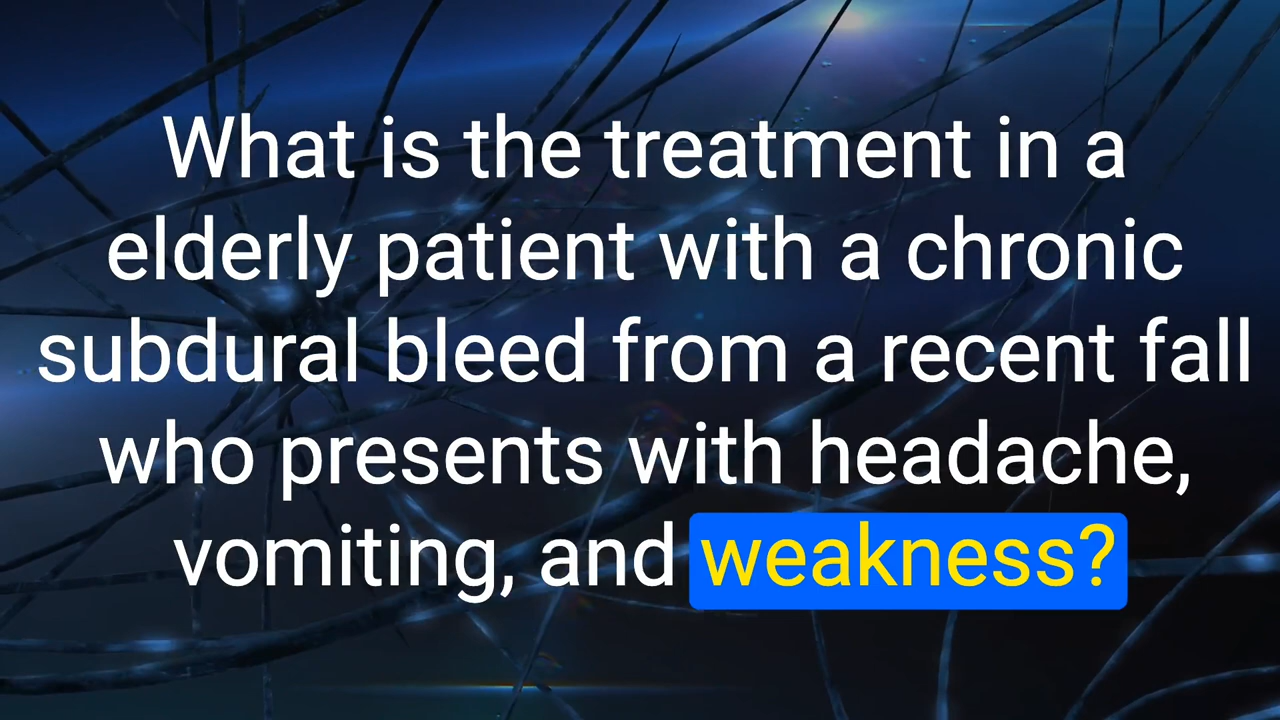 What is the treatment in a
elderly patient with a chronic
subdural bleed from a recent fall
who presents with headache,
vomiting, and weakness?